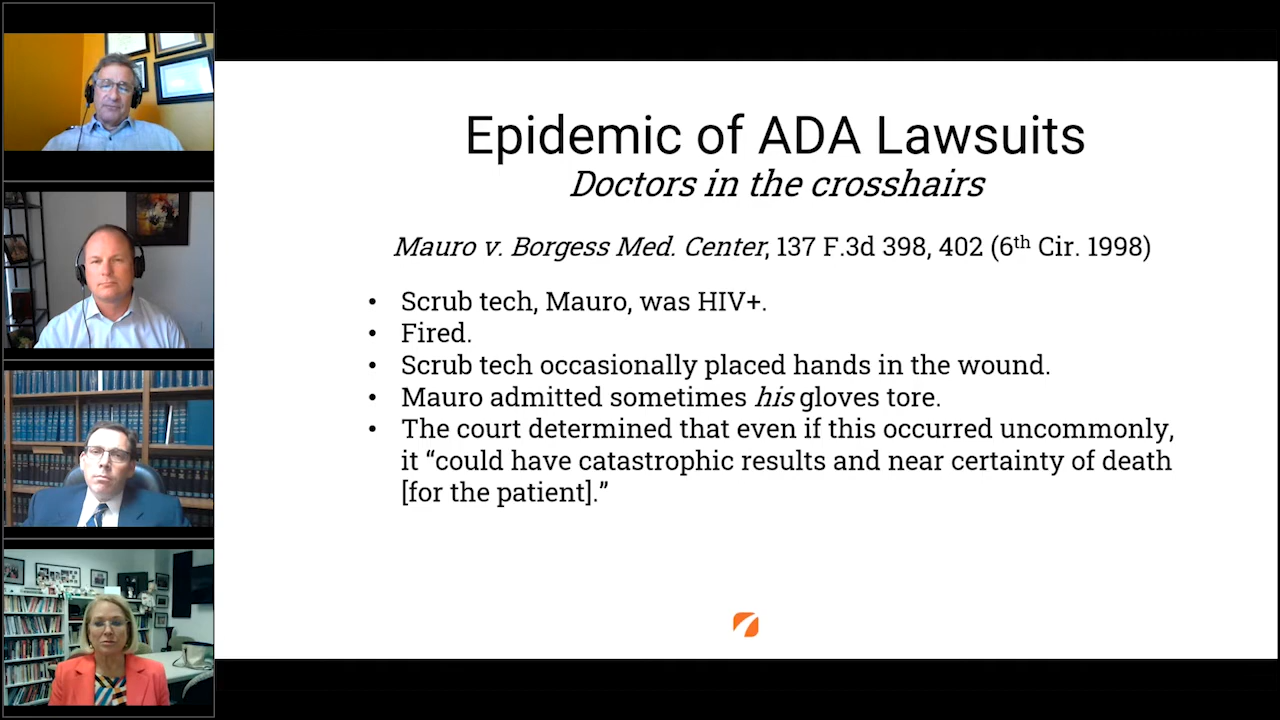 Epidemic of ADA Lawsuits
Doctors in the crosshairs
Mauro v. Borgess Med. Center, 137 F.3d 398, 402 (6th Cir. 1998)
• Scrub tech, Mauro, was HIV+.
• Fired.
• Scrub tech occasionally placed hands in the wound.
• Mauro admitted sometimes his gloves tore.
• The court determined that even if this occurred uncommonly,
it “could have catastrophic results and near certainty of death
[for the patient].”